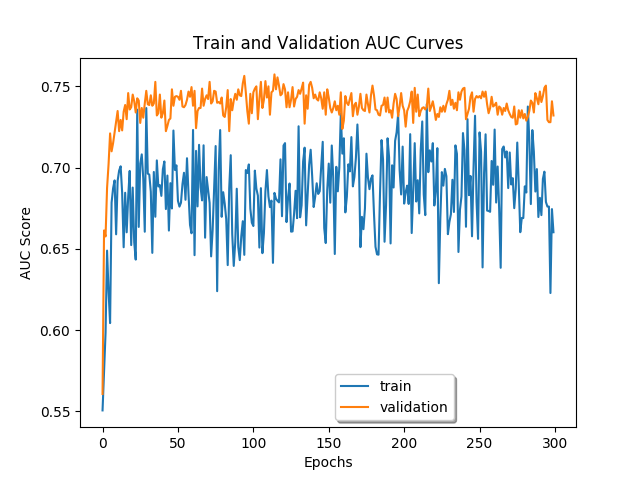 Train and Validation AUC Curves
0.75
0.70
0.65
0.60
0.55
AUC Score
0 50 100 150 200 250 300
Epochs
train
validation